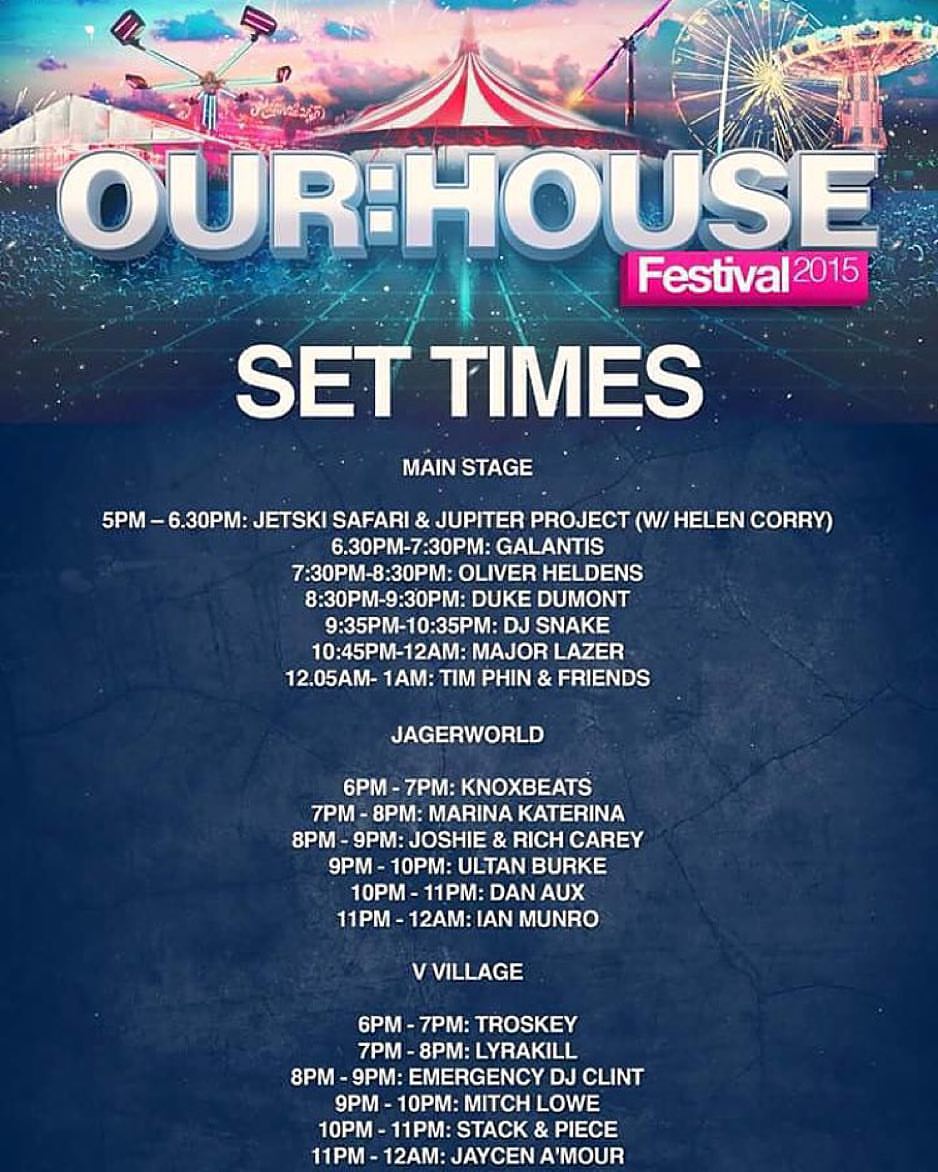 OUR:HOUSE
Festival 2015
SET TIMES
MAIN STAGE
5PM – 6.30PM: JETSKI SAFARI & JUPITER PROJECT (W/ HELEN CORRY)
6.30PM-7:30PM: GALANTIS
7:30PM-8:30PM: OLIVER HELDENS
8:30PM-9:30PM: DUKE DUMONT
9:35PM-10:35PM: DJ SNAKE
10:45PM-12AM: MAJOR LAZER
12.05AM- 1AM: TIM PHIN & FRIENDS
JAGERWORLD
6PM - 7PM: KNOXBEATS
7PM - 8PM: MARINA KATERINA
8PM - 9PM: JOSHIE & RICH CAREY
9PM - 10PM: ULTAN BURKE
10PM - 11PM: DAN AUX
11PM - 12AM: IAN MUNRO
V VILLAGE
6PM - 7PM: TROSKEY
7PM - 8PM: LYRAKILL
8PM - 9PM: EMERGENCY DJ CLINT
9PM - 10PM: MITCH LOWE
10PM - 11PM: STACK & PIECE
11PM - 12AM: JAYCEN A'MOUR